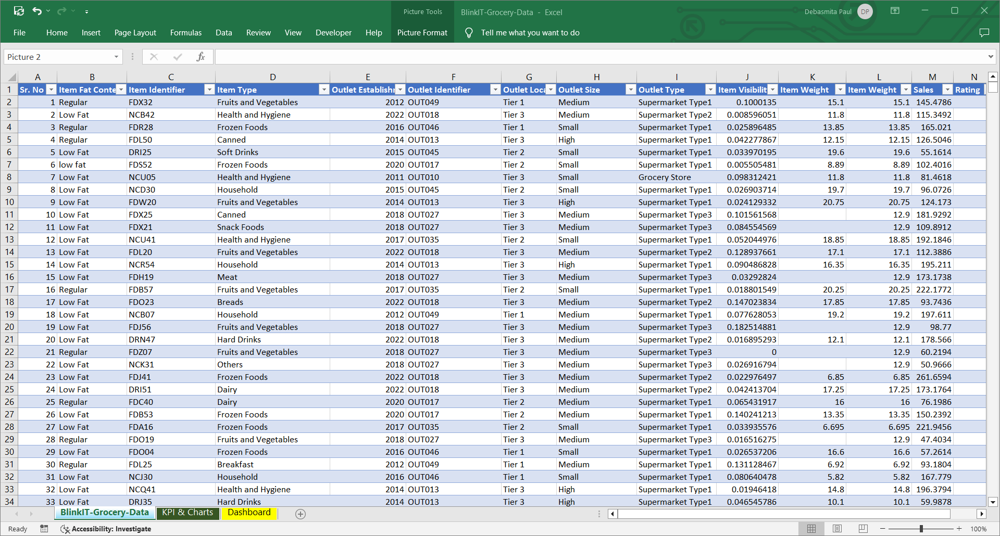 Picture Tools BlinkIT-Grocery-Data - Excel Debasmita Paul DP
File Home Insert Page Layout Formulas Data Review View Developer Help Picture Format Tell me what you want to do
Picture 2 fx
A B C D E F G H I J K L M N
1 Sr. No Item Fat Conte Item Identifier Item Type Outlet Establishm Outlet Identifier Outlet Loca Outlet Size Outlet Type Item Visibilit Item Weight Item Weight Sales Rating
2 1 Regular FDX32 Fruits and Vegetables 2012 OUT049 Tier 1 Medium Supermarket Type1 0.1000135 15.1 15.1 145.4786
3 2 Low Fat NCB42 Health and Hygiene 2022 OUT018 Tier 3 Medium Supermarket Type2 0.008596051 11.8 11.8 115.3492
4 3 Regular FDR28 Frozen Foods 2016 OUT046 Tier 1 Small Supermarket Type1 0.025896485 13.85 13.85 165.021
5 4 Regular FDL50 Canned 2014 OUT013 Tier 3 High Supermarket Type1 0.042277867 12.15 12.15 126.5046
6 5 Low Fat DRI25 Soft Drinks 2015 OUT045 Tier 2 Small Supermarket Type1 0.033970195 19.6 19.6 55.1614
7 6 low fat FDS52 Frozen Foods 2020 OUT017 Tier 2 Small Supermarket Type1 0.005505481 8.89 8.89 102.4016
8 7 Low Fat NCU05 Health and Hygiene 2011 OUT010 Tier 3 Small Grocery Store 0.098312421 11.8 11.8 81.4618
9 8 Low Fat NCD30 Household 2015 OUT045 Tier 2 Small Supermarket Type1 0.026903714 19.7 19.7 96.0726
10 9 Low Fat FDW20 Fruits and Vegetables 2014 OUT013 Tier 3 High Supermarket Type1 0.024129332 20.75 20.75 124.173
11 10 Low Fat FDX25 Canned 2018 OUT027 Tier 3 Medium Supermarket Type3 0.101561568 12.9 181.9292
12 11 Low Fat FDX21 Snack Foods 2018 OUT027 Tier 3 Medium Supermarket Type3 0.084554569 12.9 109.8912
13 12 Low Fat NCU41 Health and Hygiene 2017 OUT035 Tier 2 Small Supermarket Type1 0.052044976 18.85 18.85 192.1846
14 13 Low Fat FDL20 Fruits and Vegetables 2022 OUT018 Tier 3 Medium Supermarket Type2 0.128937661 17.1 17.1 112.3886
15 14 Low Fat NCR54 Household 2014 OUT013 Tier 3 High Supermarket Type1 0.090486828 16.35 16.35 195.211
16 15 Low Fat FDH19 Meat 2018 OUT027 Tier 3 Medium Supermarket Type3 0.03292824 12.9 173.1738
17 16 Regular FDB57 Fruits and Vegetables 2017 OUT035 Tier 2 Small Supermarket Type1 0.018801549 20.25 20.25 222.1772
18 17 Low Fat FDO23 Breads 2022 OUT018 Tier 3 Medium Supermarket Type2 0.147023834 17.85 17.85 93.7436
19 18 Low Fat NCB07 Household 2012 OUT049 Tier 1 Medium Supermarket Type1 0.077628053 19.2 19.2 197.611
20 19 Low Fat FDJ56 Fruits and Vegetables 2018 OUT027 Tier 3 Medium Supermarket Type3 0.182514881 12.9 98.77
21 20 Low Fat DRN47 Hard Drinks 2022 OUT018 Tier 3 Medium Supermarket Type2 0.016895293 12.1 12.1 178.566
22 21 Regular FDZ07 Fruits and Vegetables 2018 OUT027 Tier 3 Medium Supermarket Type3 0 12.9 60.2194
23 22 Low Fat NCK31 Others 2018 OUT027 Tier 3 Medium Supermarket Type3 0.026916794 12.9 50.9666
24 23 Low Fat FDJ41 Frozen Foods 2022 OUT018 Tier 3 Medium Supermarket Type2 0.022976497 6.85 6.85 261.6594
25 24 Low Fat DRI51 Dairy 2022 OUT018 Tier 3 Medium Supermarket Type2 0.042413704 17.25 17.25 173.1764
26 25 Regular FDC40 Dairy 2020 OUT017 Tier 2 Medium Supermarket Type1 0.065431917 16 16 76.1986
27 26 Low Fat FDB53 Frozen Foods 2020 OUT017 Tier 2 Medium Supermarket Type1 0.140241213 13.35 13.35 150.2392
28 27 Low Fat FDA16 Frozen Foods 2017 OUT035 Tier 2 Small Supermarket Type1 0.033935576 6.695 6.695 221.9456
29 28 Regular FDO19 Fruits and Vegetables 2018 OUT027 Tier 3 Medium Supermarket Type3 0.016516275 12.9 47.4034
30 29 Low Fat FDO04 Frozen Foods 2016 OUT046 Tier 1 Small Supermarket Type1 0.026537206 16.6 16.6 57.2614
31 30 Regular FDL25 Breakfast 2012 OUT049 Tier 1 Medium Supermarket Type1 0.131128467 6.92 6.92 93.1804
32 31 Low Fat NCJ30 Household 2016 OUT046 Tier 1 Small Supermarket Type1 0.080640478 5.82 5.82 167.779
33 32 Low Fat NCQ41 Health and Hygiene 2014 OUT013 Tier 3 High Supermarket Type1 0.01946418 14.8 14.8 196.3794
34 33 Low Fat DRJ35 Hard Drinks 2014 OUT013 Tier 3 High Supermarket Type1 0.046545786 10.1 10.1 59.9878
BlinkIT-Grocery-Data KPI & Charts Dashboard
Ready Accessibility: Investigate 100%